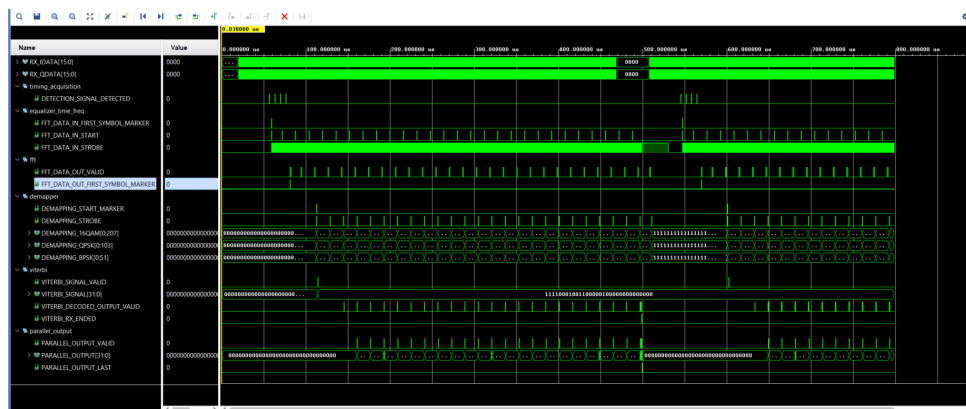 0.030000 us
Name Value 0.000000 us 100.000000 us 200.000000 us 300.000000 us 400.000000 us 500.000000 us 600.000000 us 700.000000 us 800.000000 us
RX_IDATA[15:0] 0000 ... 0000
RX_QDATA[15:0] 0000 ... 0000
timing_acquisition
DETECTION_SIGNAL_DETECTED 0
equalizer_time_freq
FFT_DATA_IN_FIRST_SYMBOL_MARKER 0
FFT_DATA_IN_START 0
FFT_DATA_IN_STROBE 0
fft
FFT_DATA_OUT_VALID 0
FFT_DATA_OUT_FIRST_SYMBOL_MARKER 0
demapper
DEMAPPING_START_MARKER 0
DEMAPPING_STROBE 0
DEMAPPING_16QAM[0:207]
DEMAPPING_QPSK[0:103]
DEMAPPING_BPSK[0:51]
viterbi
VITERBI_SIGNAL_VALID 0
VITERBI_SIGNAL[31:0]
VITERBI_DECODED_OUTPUT_VALID 0
VITERBI_RX_ENDED 0
parallel_output
PARALLEL_OUTPUT_VALID 0
PARALLEL_OUTPUT[31:0]
PARALLEL_OUTPUT_LAST 0